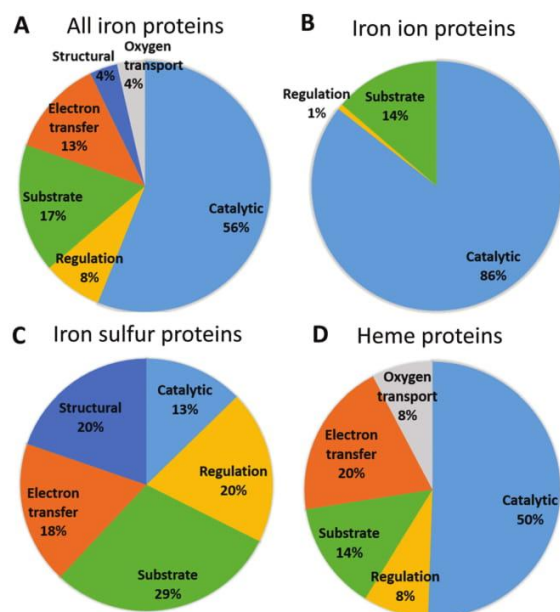 A All iron proteins
Structural
4%
Oxygen
transport
4%
Electron
transfer
13%
Substrate
17%
Regulation
8%
Catalytic
56%
B Iron ion proteins
Regulation
1%
Substrate
14%
Catalytic
86%
C Iron sulfur proteins
Structural
20%
Catalytic
13%
Regulation
20%
Electron
transfer
18%
Substrate
29%
D Heme proteins
Oxygen
transport
8%
Electron
transfer
20%
Catalytic
50%
Substrate
14%
Regulation
8%